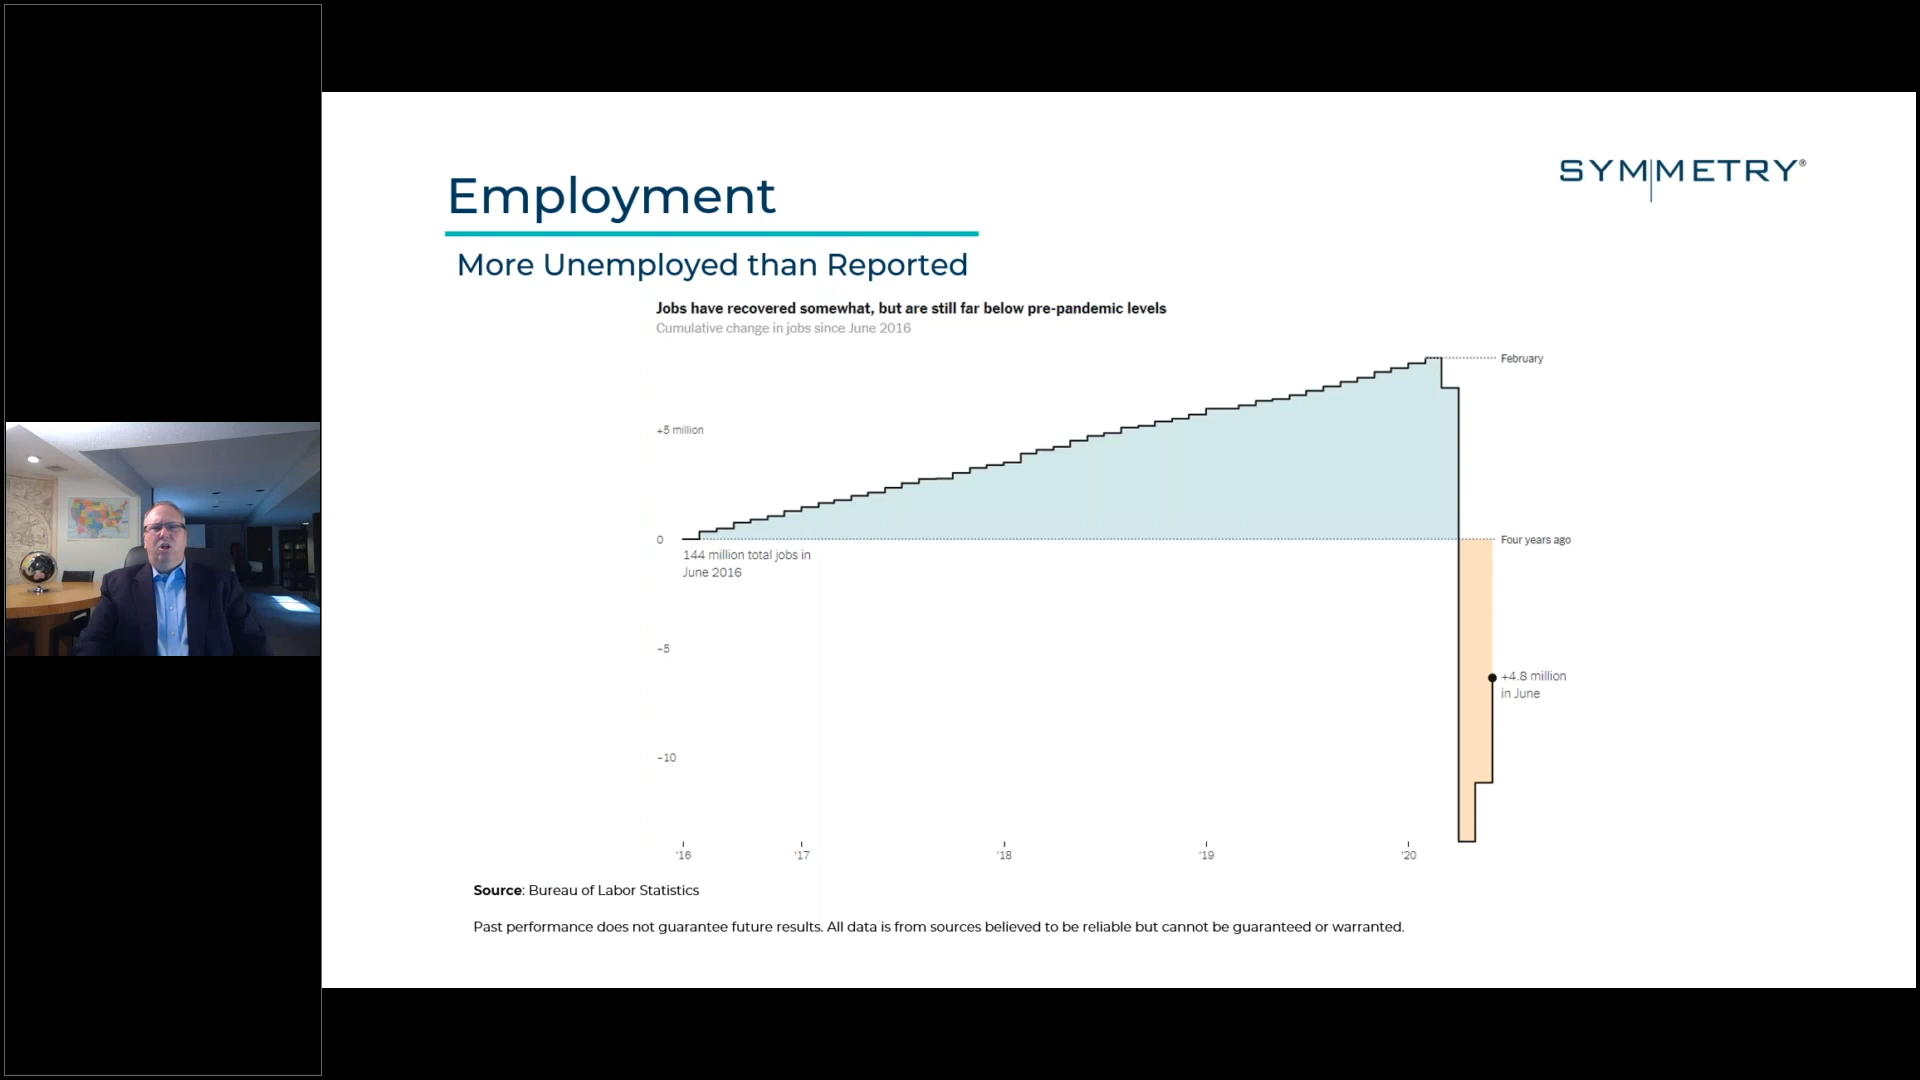 SYMMETRY®
Employment
More Unemployed than Reported
Jobs have recovered somewhat, but are still far below pre-pandemic levels
Cumulative change in jobs since June 2016
February
+5 million
0
Four years ago
144 million total jobs in
June 2016
−5
+4.8 million
in June
−10
'16
'17
'18
'19
'20
Source: Bureau of Labor Statistics
Past performance does not guarantee future results. All data is from sources believed to be reliable but cannot be guaranteed or warranted.